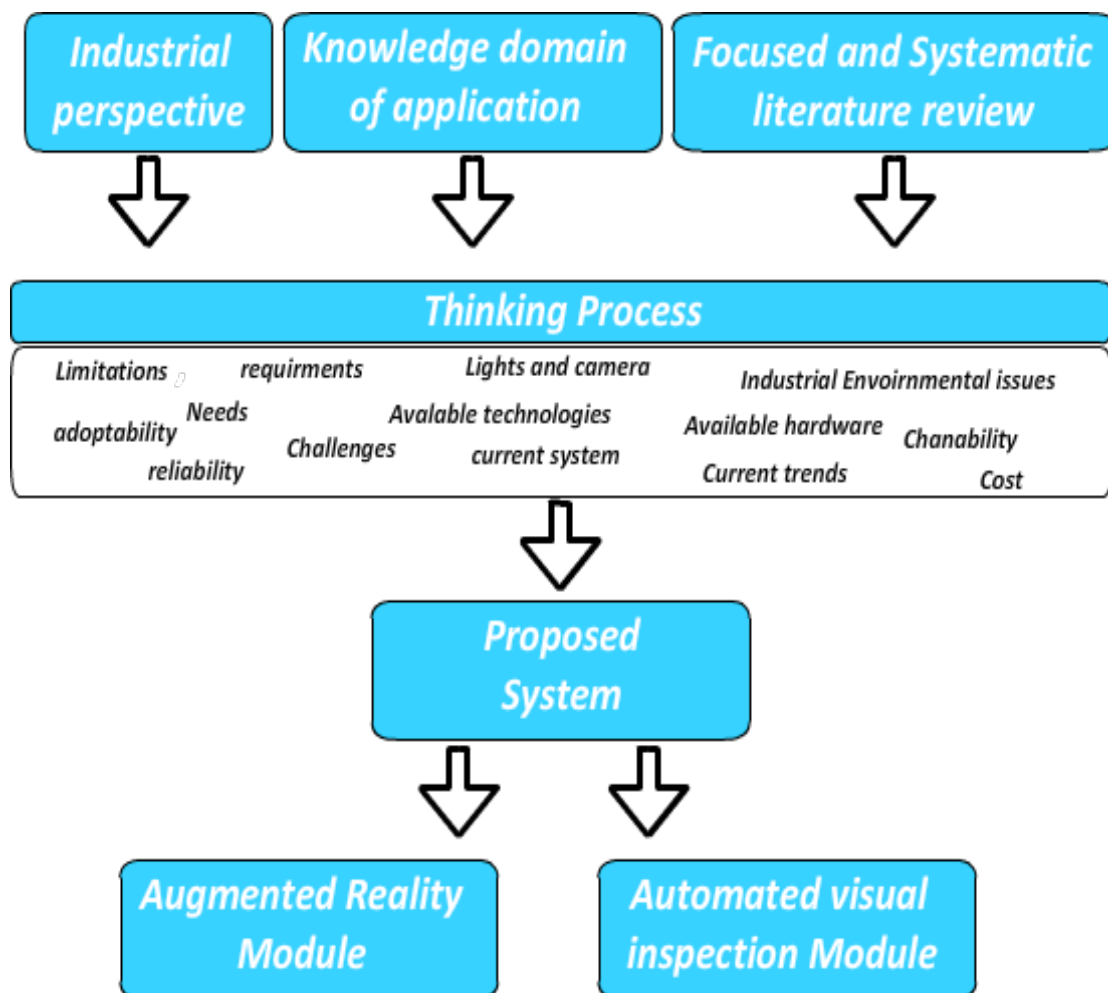 Industrial
perspective
Knowledge domain
of application
Focused and Systematic
literature review
Thinking Process
Limitations
requirments
Lights and camera
Industrial Envoirnmental issues
Needs
Avalable technologies
Available hardware
adoptability
Chanability
Challenges
current system
reliability
Current trends
Cost
Proposed
System
Augmented Reality
Module
Automated visual
inspection Module